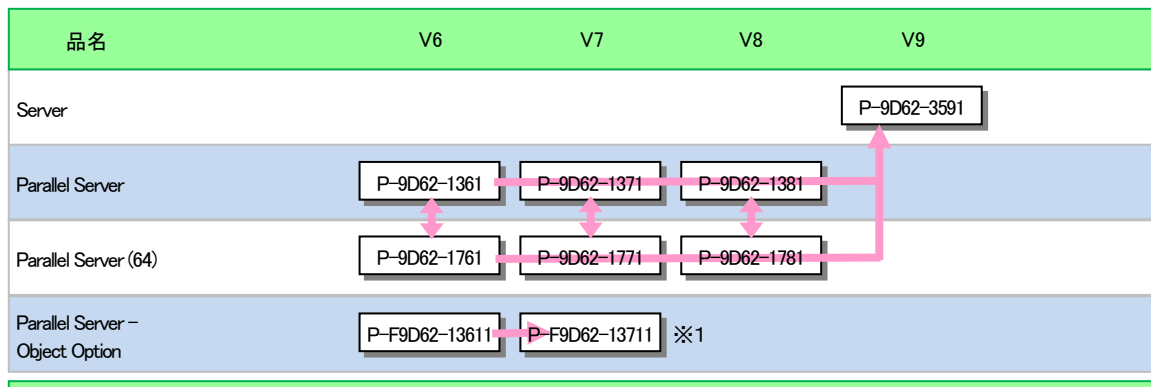 品名 V6 V7 V8 V9
Server P-9D62-3591
Parallel Server P-9D62-1361 P-9D62-1371 P-9D62-1381
Parallel Server(64) P-9D62-1761 P-9D62-1771 P-9D62-1781
Parallel Server-
Object Option P-F9D62-13611 P-F9D62-13711 ※1